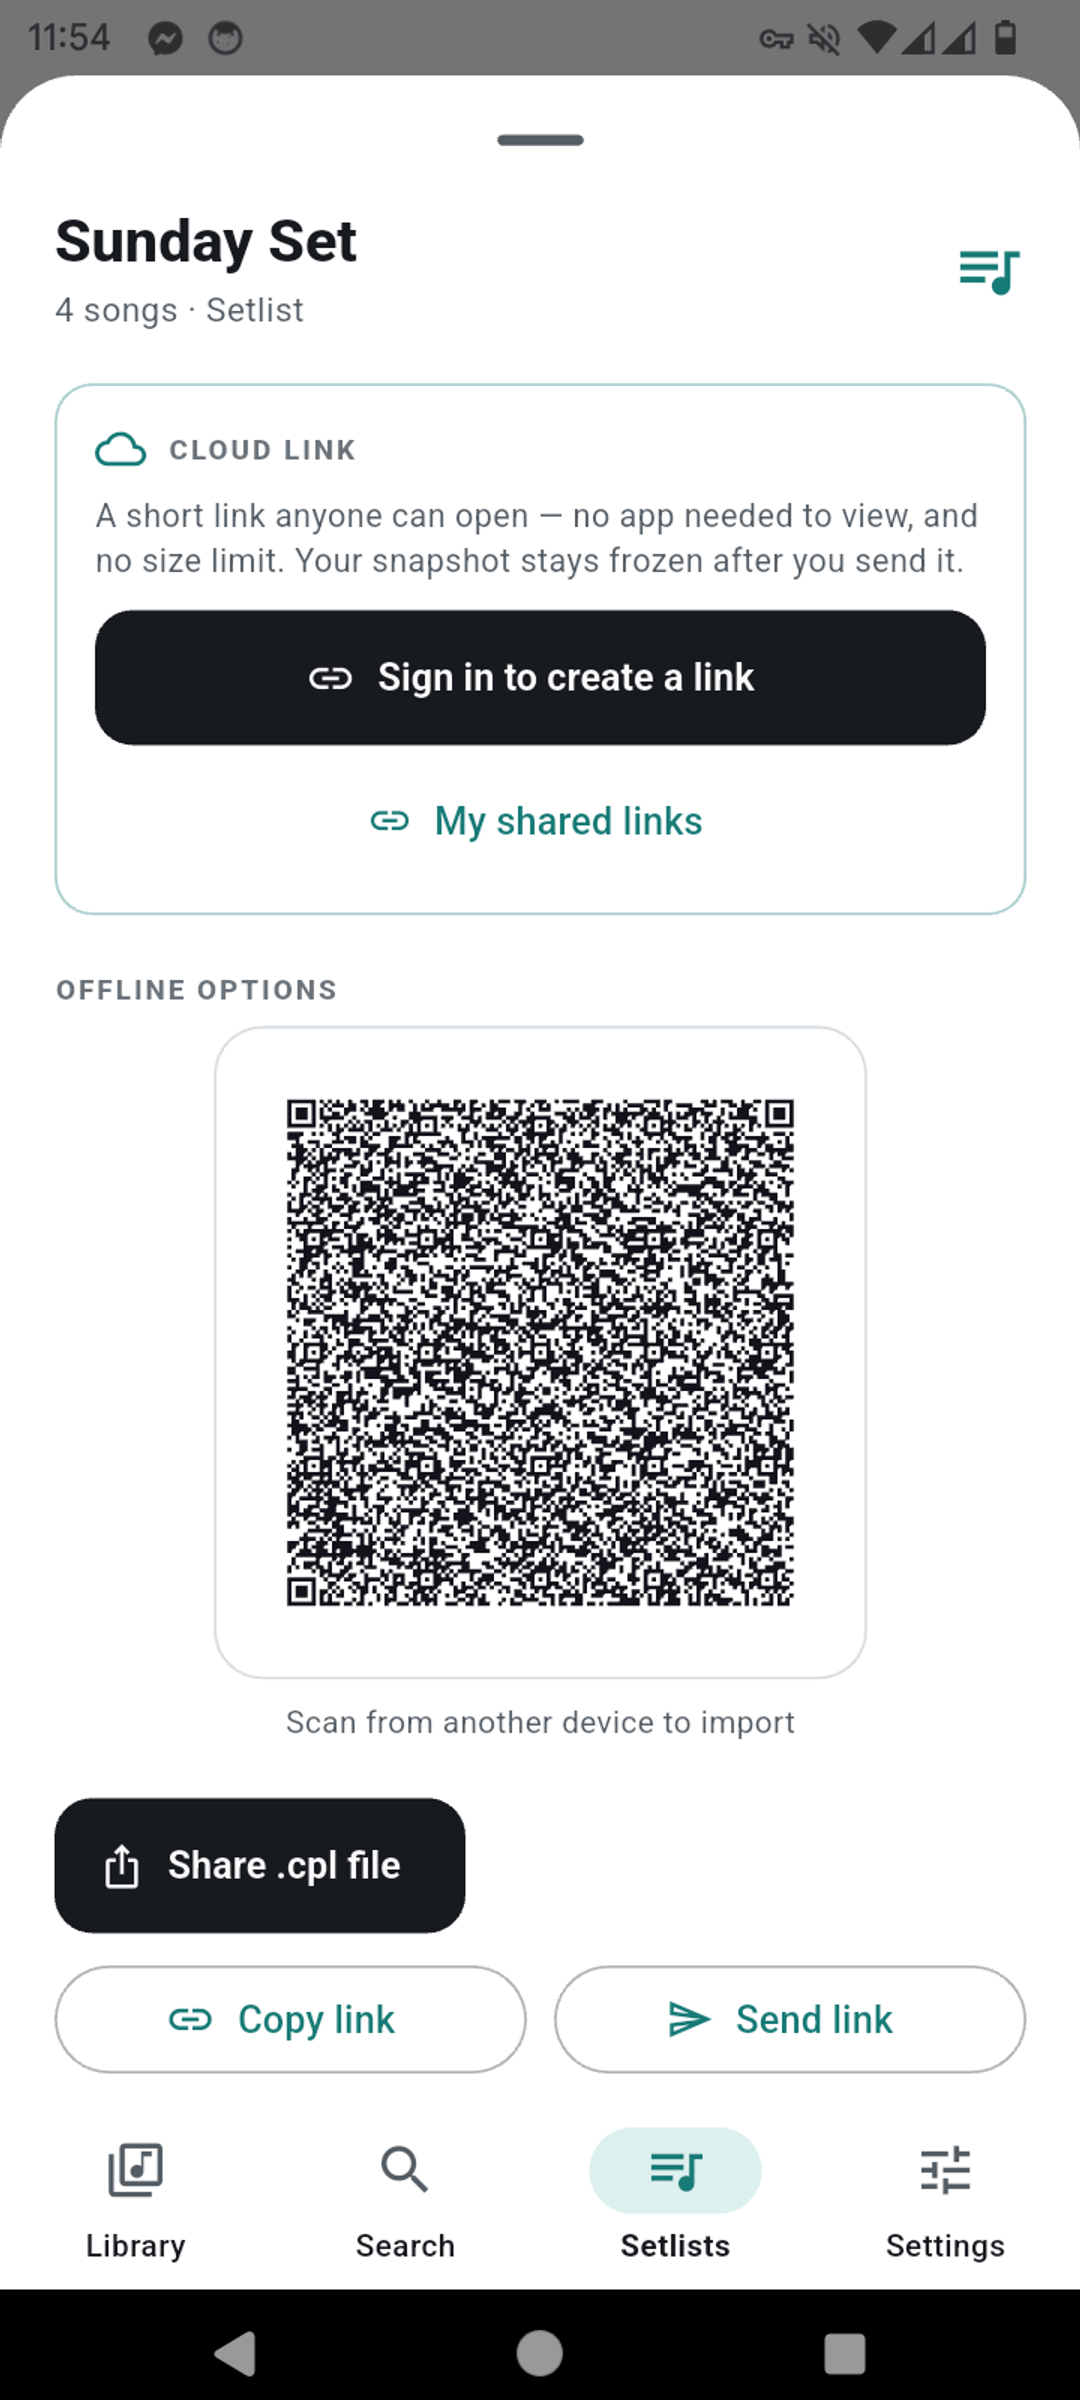 11:54
Sunday Set
4 songs · Setlist
CLOUD LINK
A short link anyone can open — no app needed to view, and
no size limit. Your snapshot stays frozen after you send it.
Sign in to create a link
My shared links
OFFLINE OPTIONS
Scan from another device to import
Share .cpl file
Copy link
Send link
Library
Search
Setlists
Settings